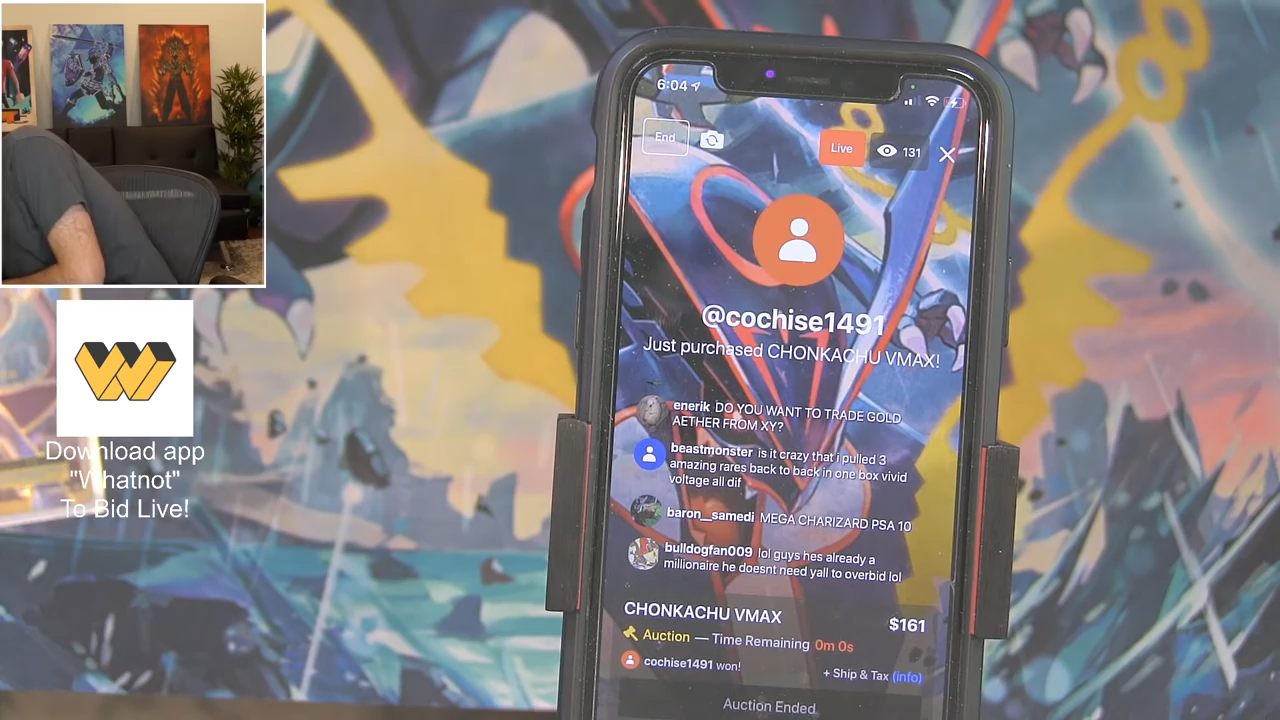 Download app
"Whatnot"
To Bid Live!
6:04
End
Live
131
@cochise1491
Just purchased CHONKACHU VMAX!
enerik DO YOU WANT TO TRADE GOLD
AETHER FROM XY?
beastmonster is it crazy that i pulled 3
amazing rares back to back in one box vivid
voltage all dif
baron__samedi MEGA CHARIZARD PSA 10
bulldogfan009 lol guys hes already a
millionaire he doesnt need yall to overbid lol
CHONKACHU VMAX
$161
Auction — Time Remaining 0m 0s
cochise1491 won!
+ Ship & Tax (info)
Auction Ended